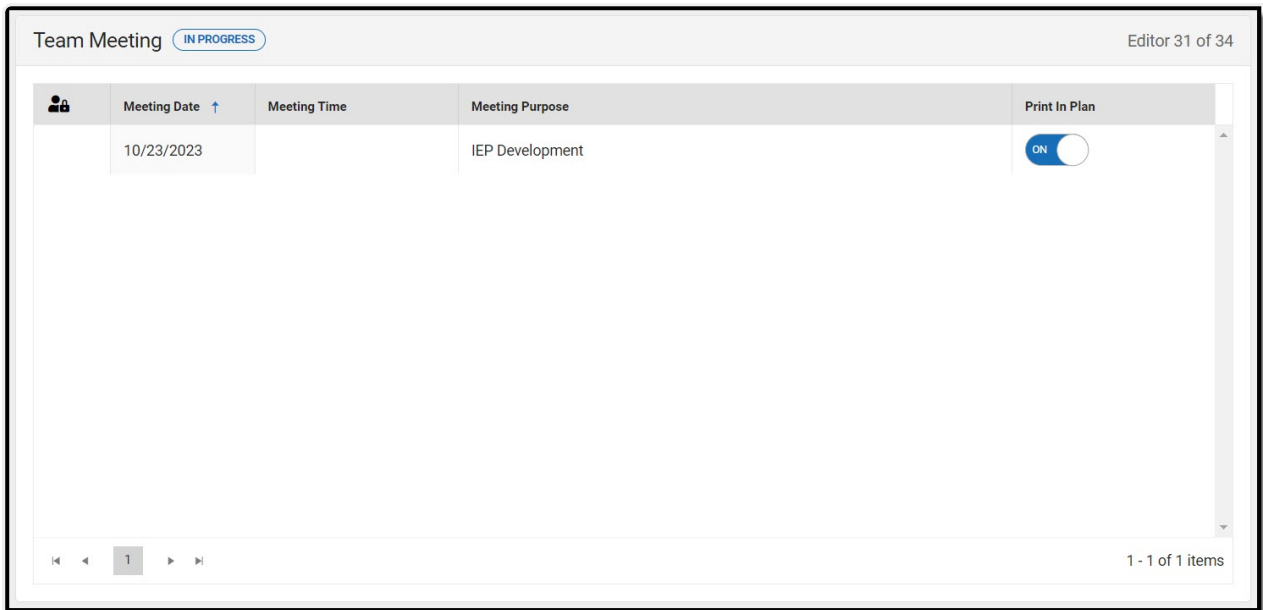 Team Meeting IN PROGRESS Editor 31 of 34
Meeting Date Meeting Time Meeting Purpose Print In Plan
10/23/2023 IEP Development ON
1 1 - 1 of 1 items